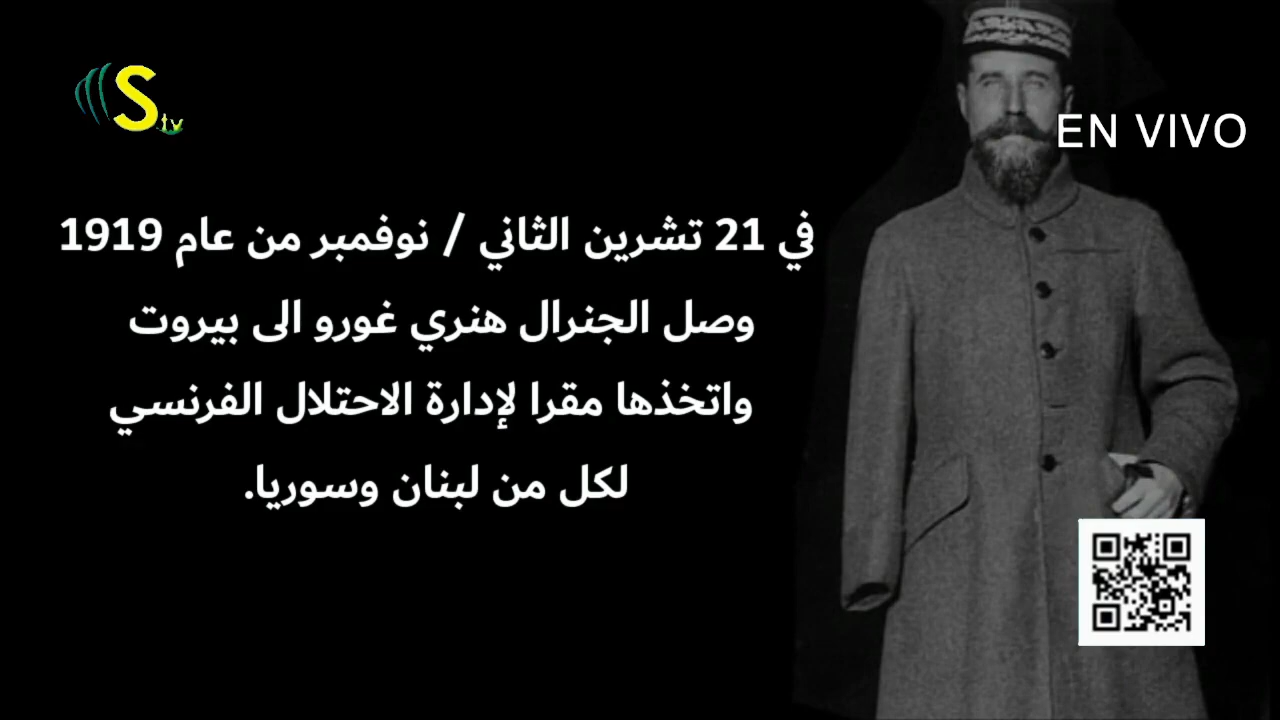 S.tv
EN VIVO
في 21 تشرين الثاني / نوفمبر من عام 1919
وصل الجنرال هنري غورو الى بيروت
واتخذها مقرا لإدارة الاحتلال الفرنسي
لكل من لبنان وسوريا.